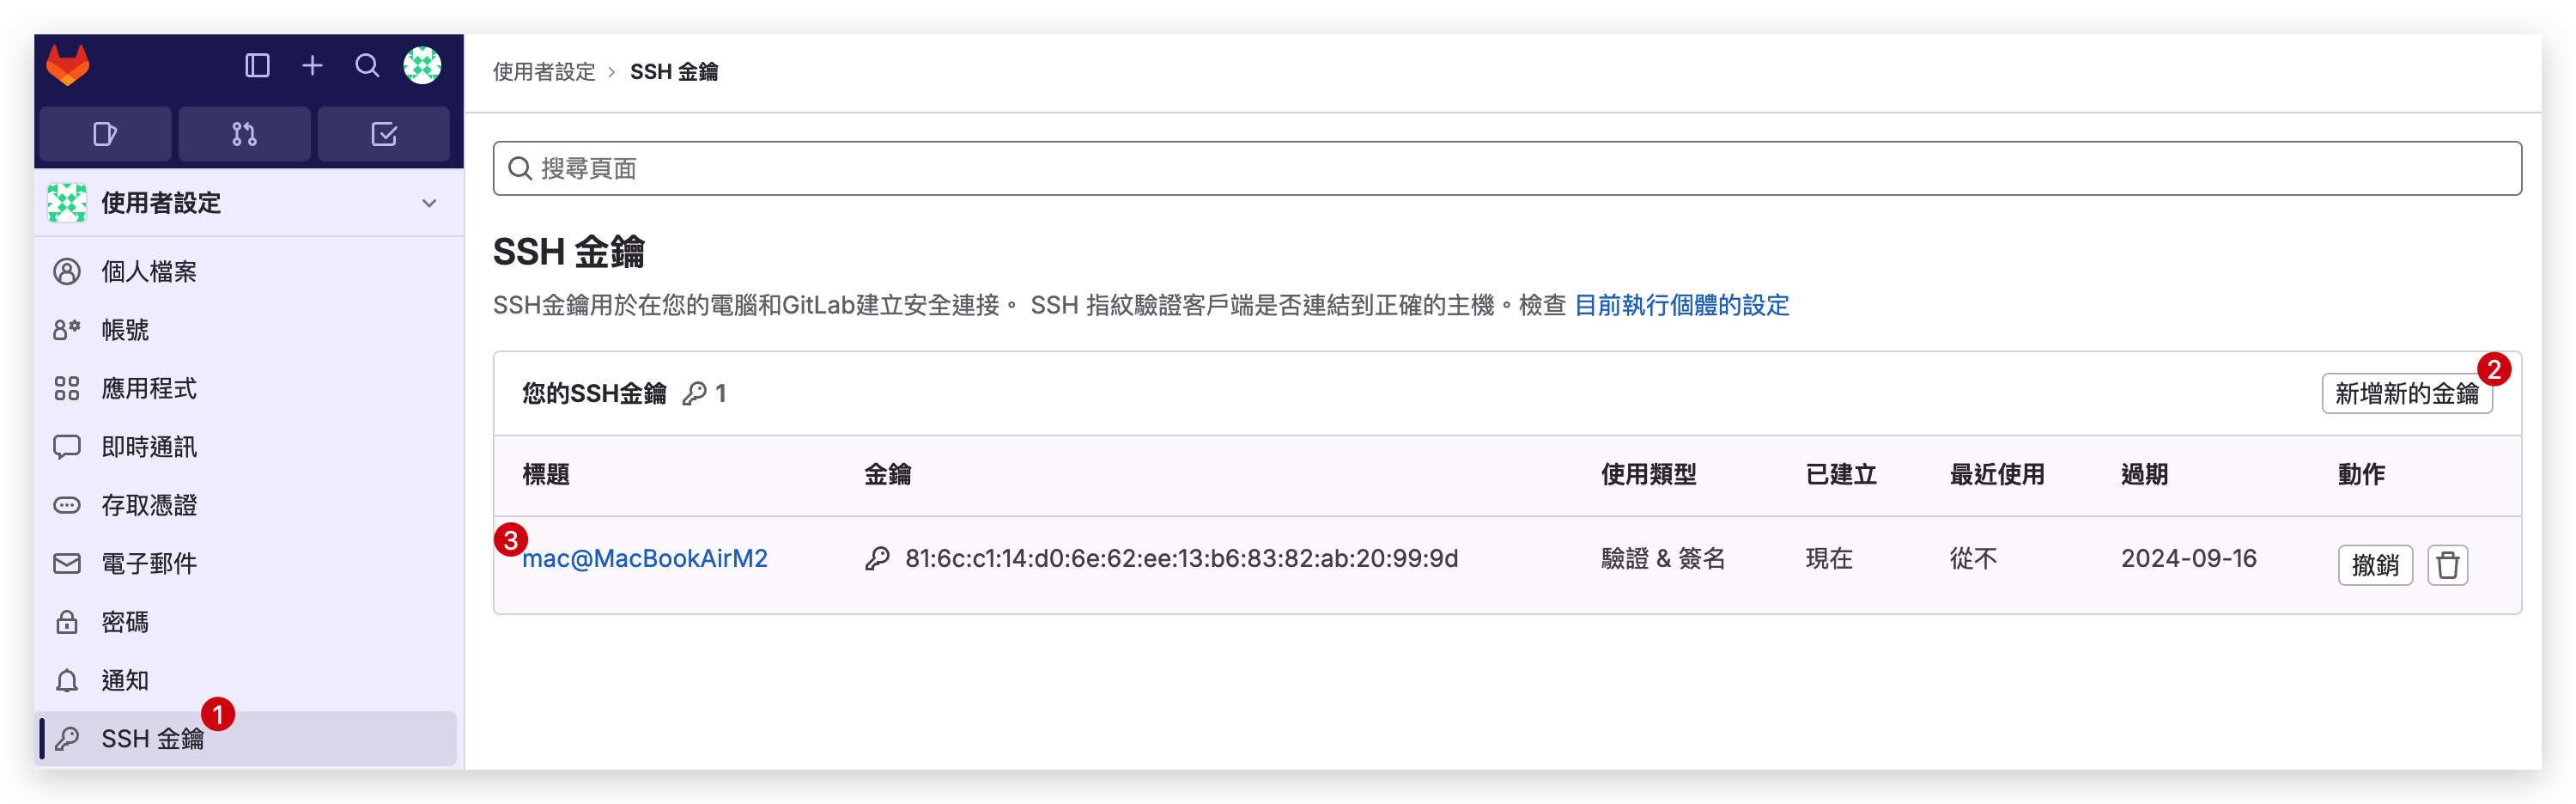 使用者設定
個人檔案
帳號
應用程式
即時通訊
存取憑證
電子郵件
密碼
通知
SSH 金鑰 1
使用者設定 › SSH 金鑰
搜尋頁面
SSH 金鑰
SSH金鑰用於在您的電腦和GitLab建立安全連接。 SSH 指紋驗證客戶端是否連結到正確的主機。檢查 目前執行個體的設定
您的SSH金鑰 1 新增新的金鑰 2
標題 金鑰 使用類型 已建立 最近使用 過期 動作
3 mac@MacBookAirM2 81:6c:c1:14:d0:6e:62:ee:13:b6:83:82:ab:20:99:9d 驗證 & 簽名 現在 從不 2024-09-16 撤銷